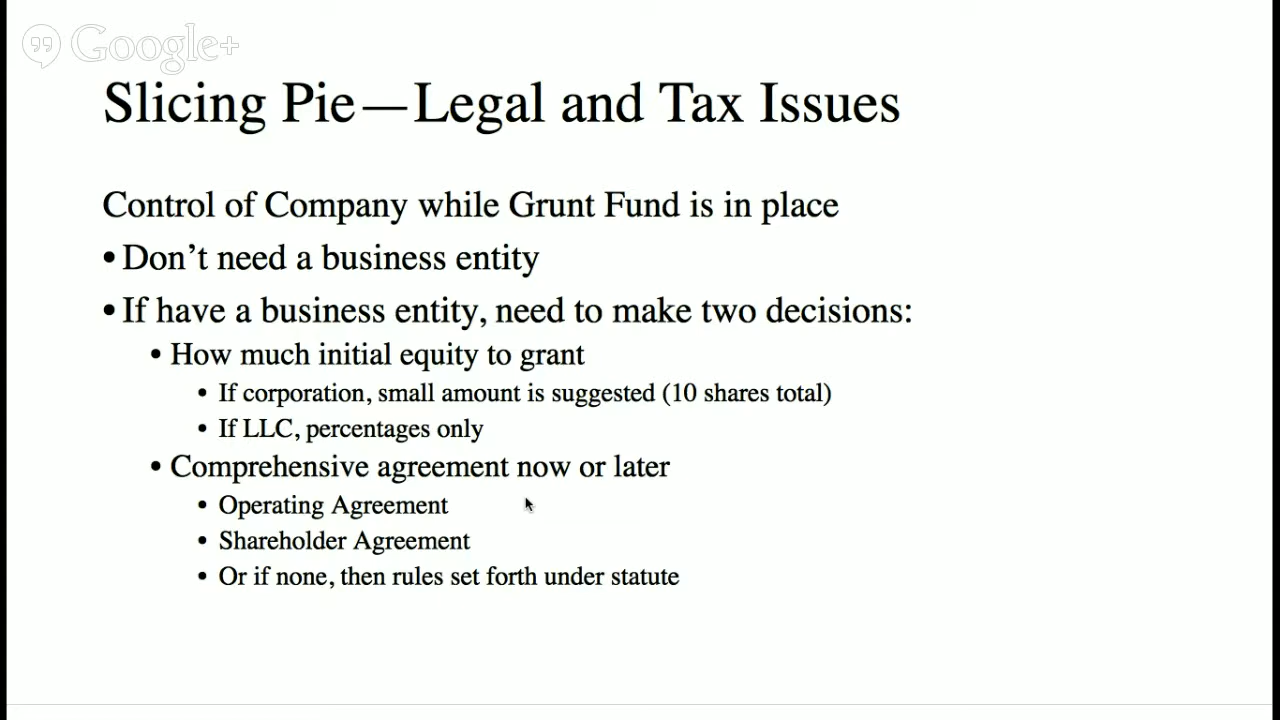 Google+
Slicing Pie—Legal and Tax Issues
Control of Company while Grunt Fund is in place
• Don’t need a business entity
• If have a business entity, need to make two decisions:
• How much initial equity to grant
• If corporation, small amount is suggested (10 shares total)
• If LLC, percentages only
• Comprehensive agreement now or later
• Operating Agreement
• Shareholder Agreement
• Or if none, then rules set forth under statute